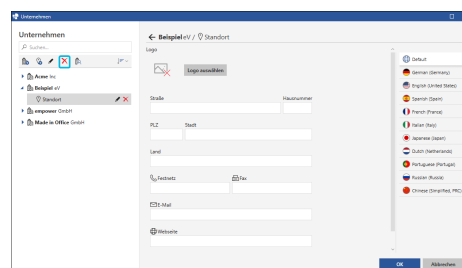 Unternehmen
Unternehmen
Suchen...
Acme Inc
Beispiel eV
Standort
empower GmbH
Made in Office GmbH
Beispiel eV / Standort
Logo
Logo auswählen
Straße Hausnummer
PLZ Stadt
Land
Festnetz Fax
E-Mail
Webseite
Default
German (Germany)
English (United States)
Spanish (Spain)
French (France)
Italian (Italy)
Japanese (Japan)
Dutch (Netherlands)
Portuguese (Portugal)
Russian (Russia)
Chinese (Simplified, PRC)
OK Abbrechen